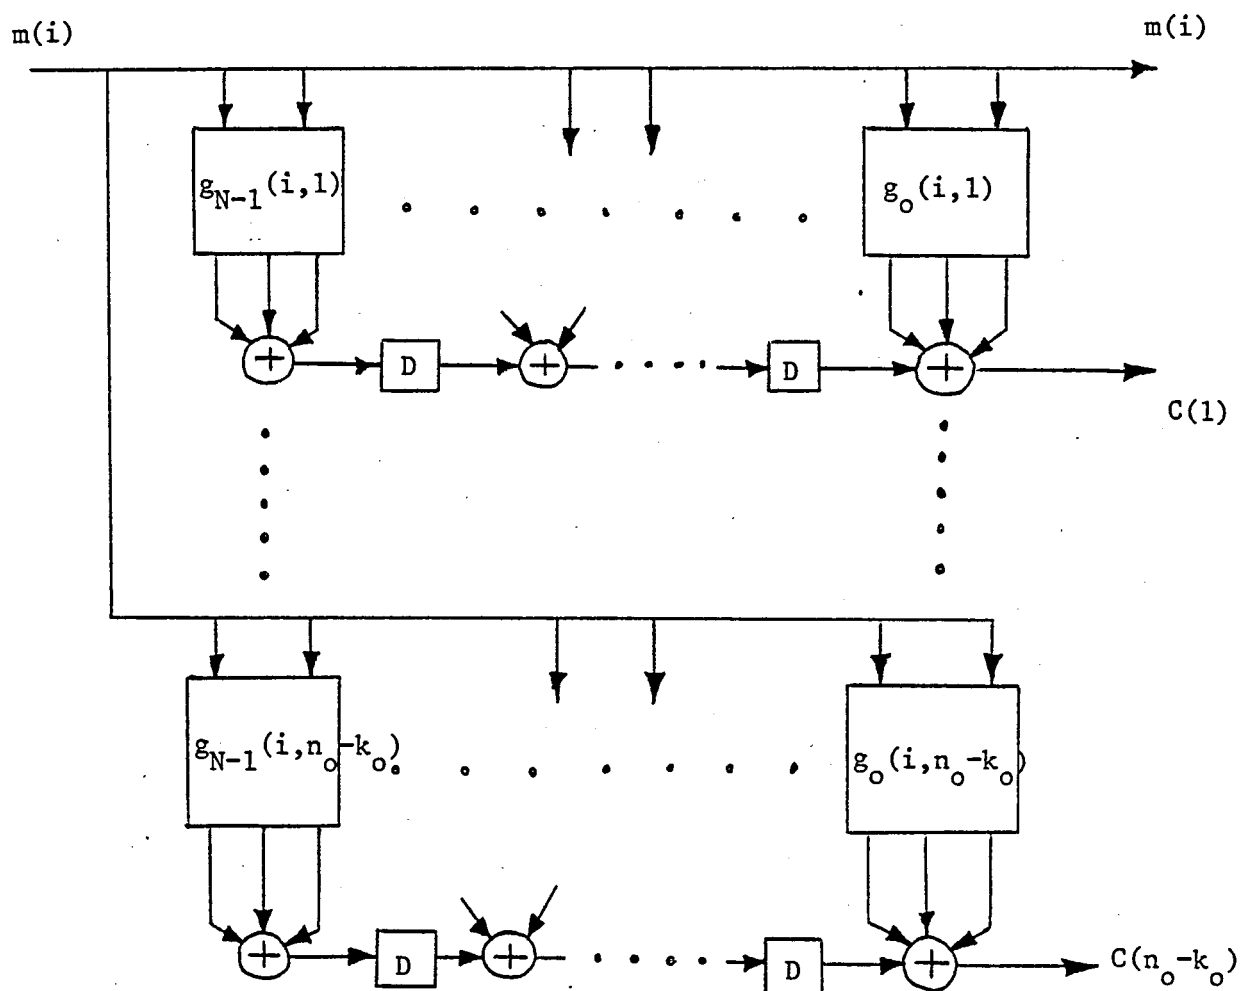 m(i) m(i)
g_{N-1}(i,1) g_o(i,1)
+ D + D +
C(1)
g_{N-1}(i,n_o-k_o) g_o(i,n_o-k_o)
+ D + D + C(n_o-k_o)